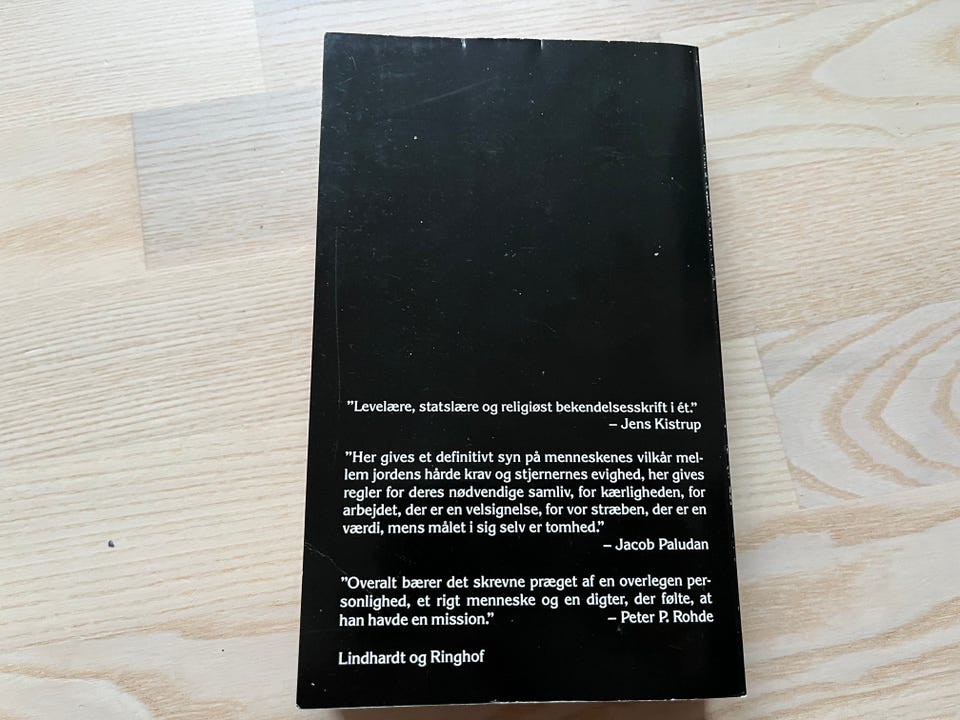 ”Levelære, statslære og religiøst bekendelsesskrift i ét.”
– Jens Kistrup
”Her gives et definitivt syn på menneskenes vilkår mel-
lem jordens hårde krav og stjernernes evighed, her gives
regler for deres nødvendige samliv, for kærligheden, for
arbejdet, der er en velsignelse, for vor stræben, der er en
værdi, mens målet i sig selv er tomhed.”
– Jacob Paludan
”Overalt bærer det skrevne præget af en overlegen per-
sonlighed, et rigt menneske og en digter, der følte, at
han havde en mission.” – Peter P. Rohde
Lindhardt og Ringhof